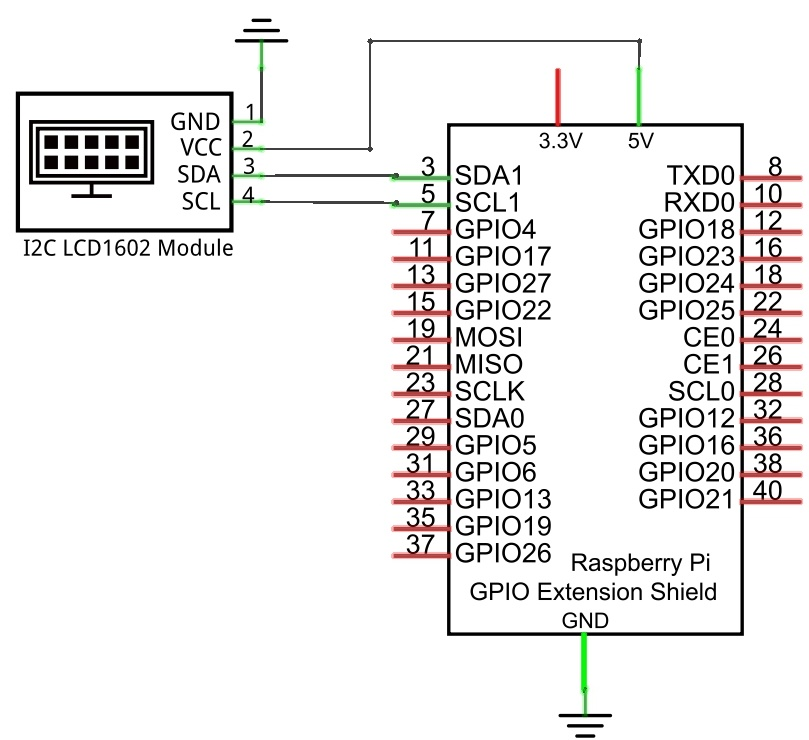 GND 1
VCC 2
SDA 3
SCL 4
I2C LCD1602 Module
3.3V 5V
3 SDA1 TXD0 8
5 SCL1 RXD0 10
7 GPIO4 GPIO18 12
11 GPIO17 GPIO23 16
13 GPIO27 GPIO24 18
15 GPIO22 GPIO25 22
19 MOSI CE0 24
21 MISO CE1 26
23 SCLK SCL0 28
27 SDA0 GPIO12 32
29 GPIO5 GPIO16 36
31 GPIO6 GPIO20 38
33 GPIO13 GPIO21 40
35 GPIO19
37 GPIO26
Raspberry Pi
GPIO Extension Shield
GND